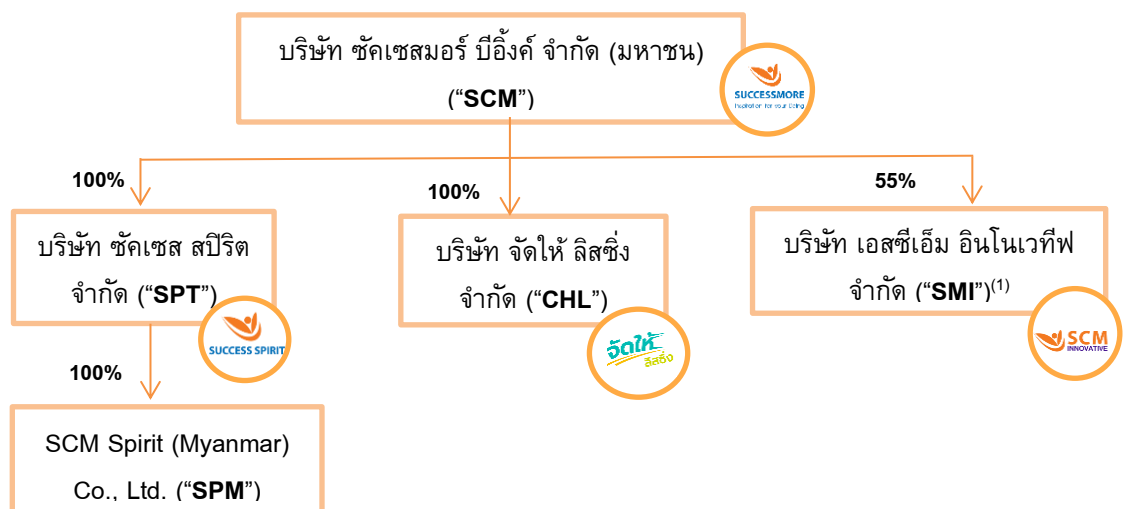 บริษัท ซัคเซสมอร์ บีอิ้งค์ จำกัด (มหาชน)
(“SCM”)
SUCCESSMORE
Inspiration for your Being
100%
100%
55%
บริษัท ซัคเซส สปิริต
จำกัด (“SPT”)
SUCCESS SPIRIT
บริษัท จัดให้ ลิสซิ่ง
จำกัด (“CHL”)
จัดให้
ลีสซิ่ง
บริษัท เอสซีเอ็ม อินโนเวทีฟ
จำกัด (“SMI”)(1)
SCM
INNOVATIVE
100%
SCM Spirit (Myanmar)
Co., Ltd. (“SPM”)